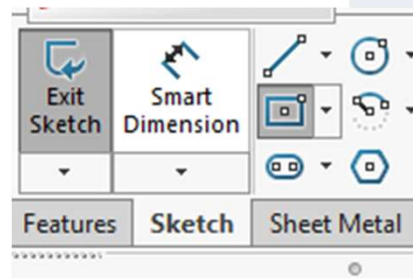 Exit
Sketch
Smart
Dimension
Features
Sketch
Sheet Metal